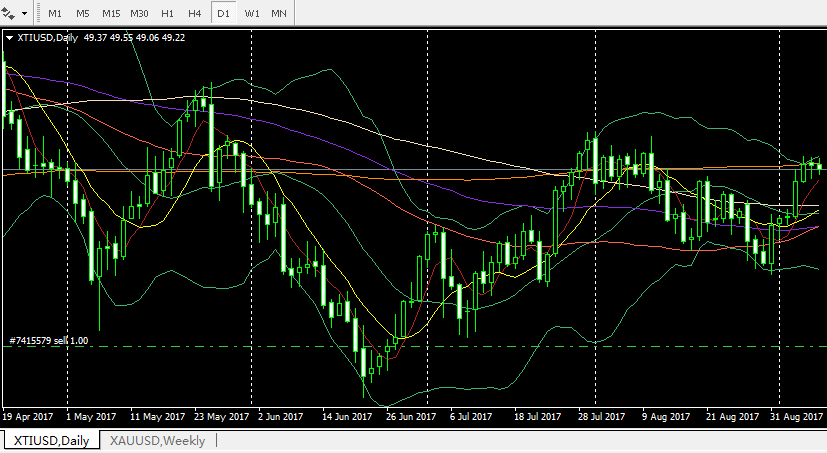 M1 M5 M15 M30 H1 H4 D1 W1 MN
XTIUSD,Daily 49.37 49.55 49.06 49.22
#7415579 sell 1.00
19 Apr 2017 1 May 2017 11 May 2017 23 May 2017 2 Jun 2017 14 Jun 2017 26 Jun 2017 6 Jul 2017 18 Jul 2017 28 Jul 2017 9 Aug 2017 21 Aug 2017 31 Aug 2017
XTIUSD,Daily XAUUSD,Weekly